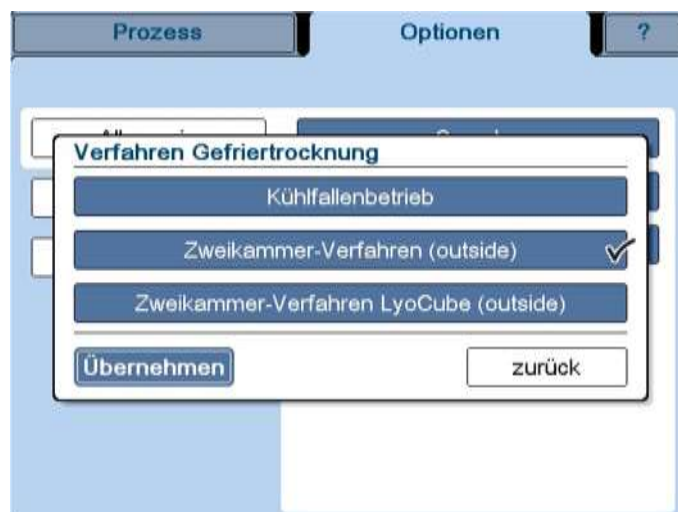 Prozess
Optionen
?
Verfahren Gefriertrocknung
Kühlfallenbetrieb
Zweikammer-Verfahren (outside)
Zweikammer-Verfahren LyoCube (outside)
Übernehmen
zurück